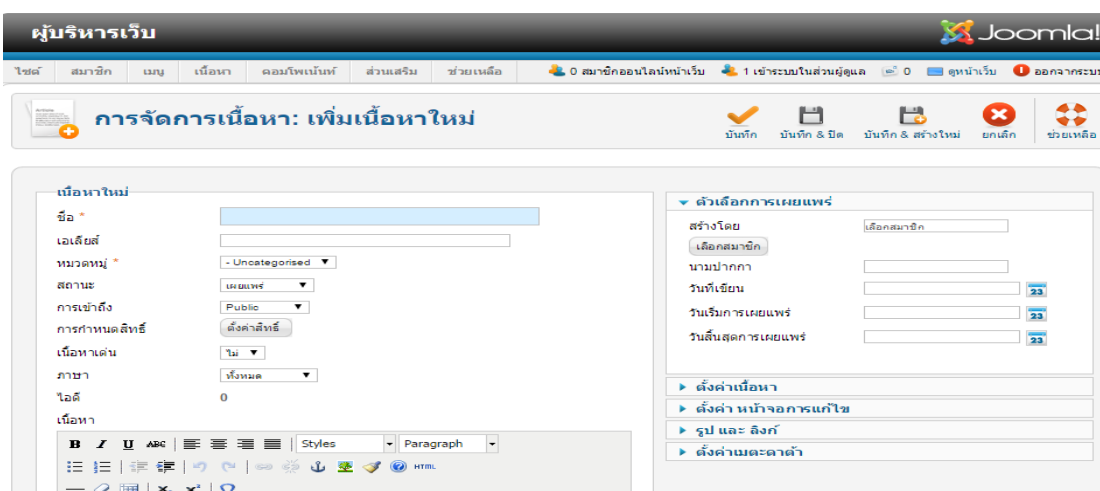 ผู้บริหารเว็บ Joomla!
ไซต์ สมาชิก เมนู เนื้อหา คอมโพเน้นท์ ส่วนเสริม ช่วยเหลือ 0 สมาชิกออนไลน์หน้าเว็บ 1 เข้าระบบในส่วนผู้ดูแล 0 ดูหน้าเว็บ ออกจากระบบ
การจัดการเนื้อหา: เพิ่มเนื้อหาใหม่
บันทึก บันทึก & ปิด บันทึก & สร้างใหม่ ยกเลิก ช่วยเหลือ
เนื้อหาใหม่
ชื่อ *
เอเลียส์
หมวดหมู่ * - Uncategorised
สถานะ เผยแพร่
การเข้าถึง Public
การกำหนดสิทธิ์ ตั้งค่าสิทธิ์
เนื้อหาเด่น ไม่
ภาษา ทั้งหมด
ไอดี 0
เนื้อหา
B I U ABC Styles Paragraph
HTML
ตัวเลือกการเผยแพร่
สร้างโดย เลือกสมาชิก
เลือกสมาชิก
นามปากกา
วันที่เขียน 23
วันเริ่มการเผยแพร่ 23
วันสิ้นสุดการเผยแพร่ 23
ตั้งค่าเนื้อหา
ตั้งค่า หน้าจอการแก้ไข
รูป และ ลิงก์
ตั้งค่าเมตะดาต้า